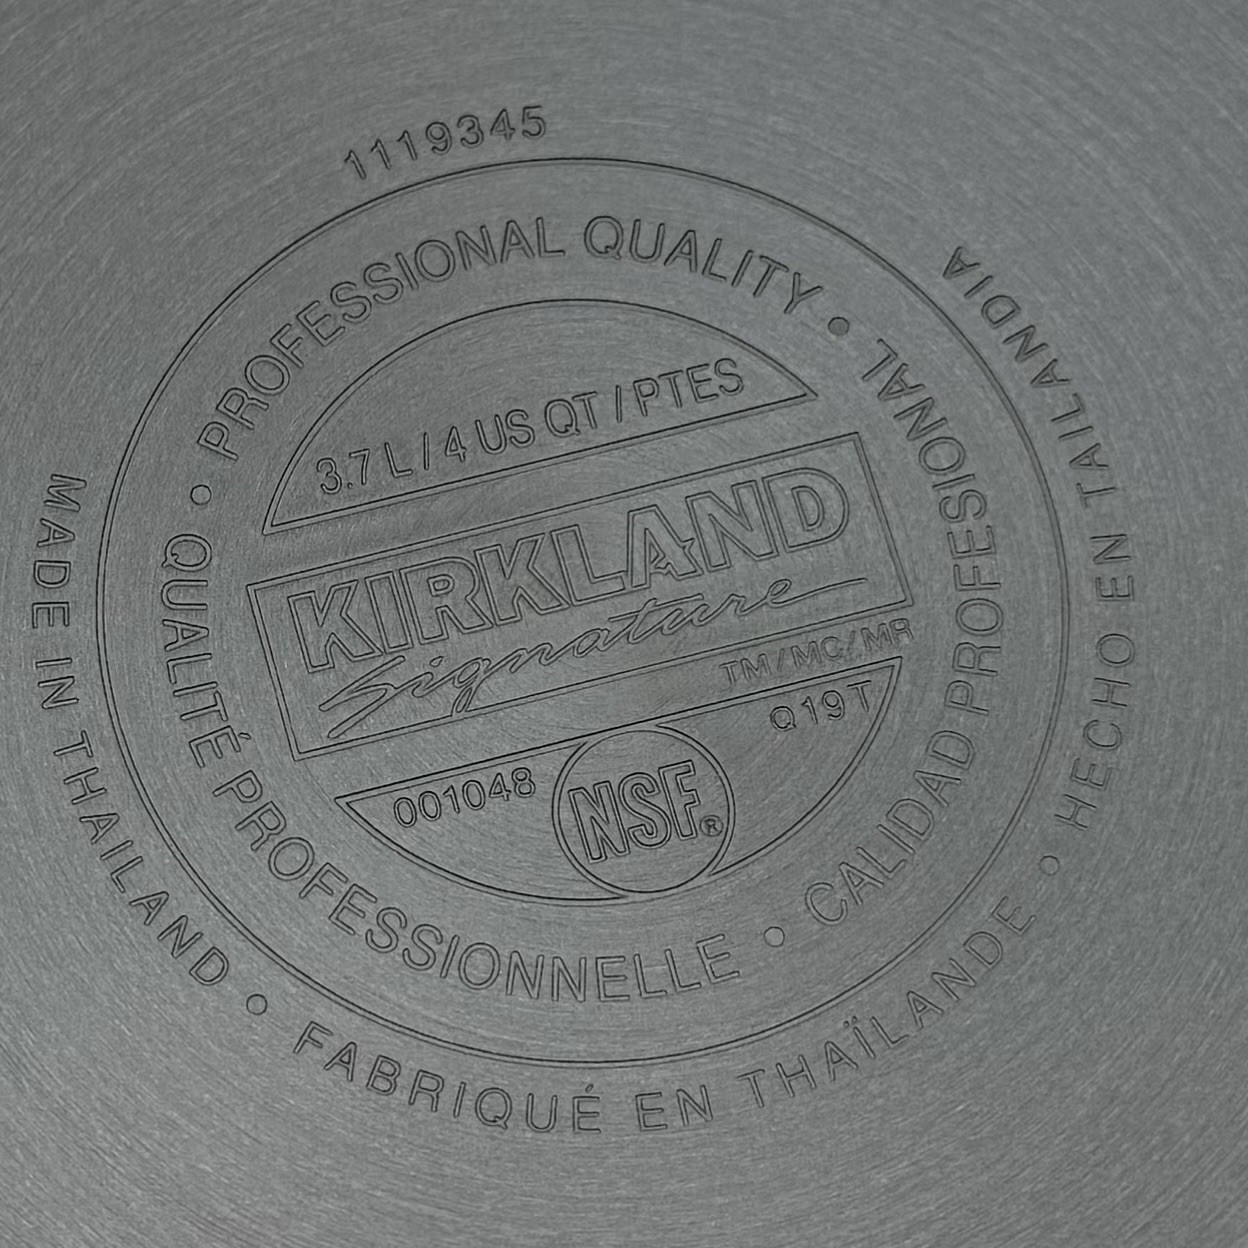 1119345
PROFESSIONAL QUALITY • CALIDAD PROFESIONAL • QUALITÉ PROFESSIONNELLE •
3.7 L / 4 US QT / PTES
KIRKLAND
Signature
TM / MC / MR
001048
NSF®
Q 19 T
MADE IN THAILAND • FABRIQUÉ EN THAÏLANDE • HECHO EN TAILANDIA